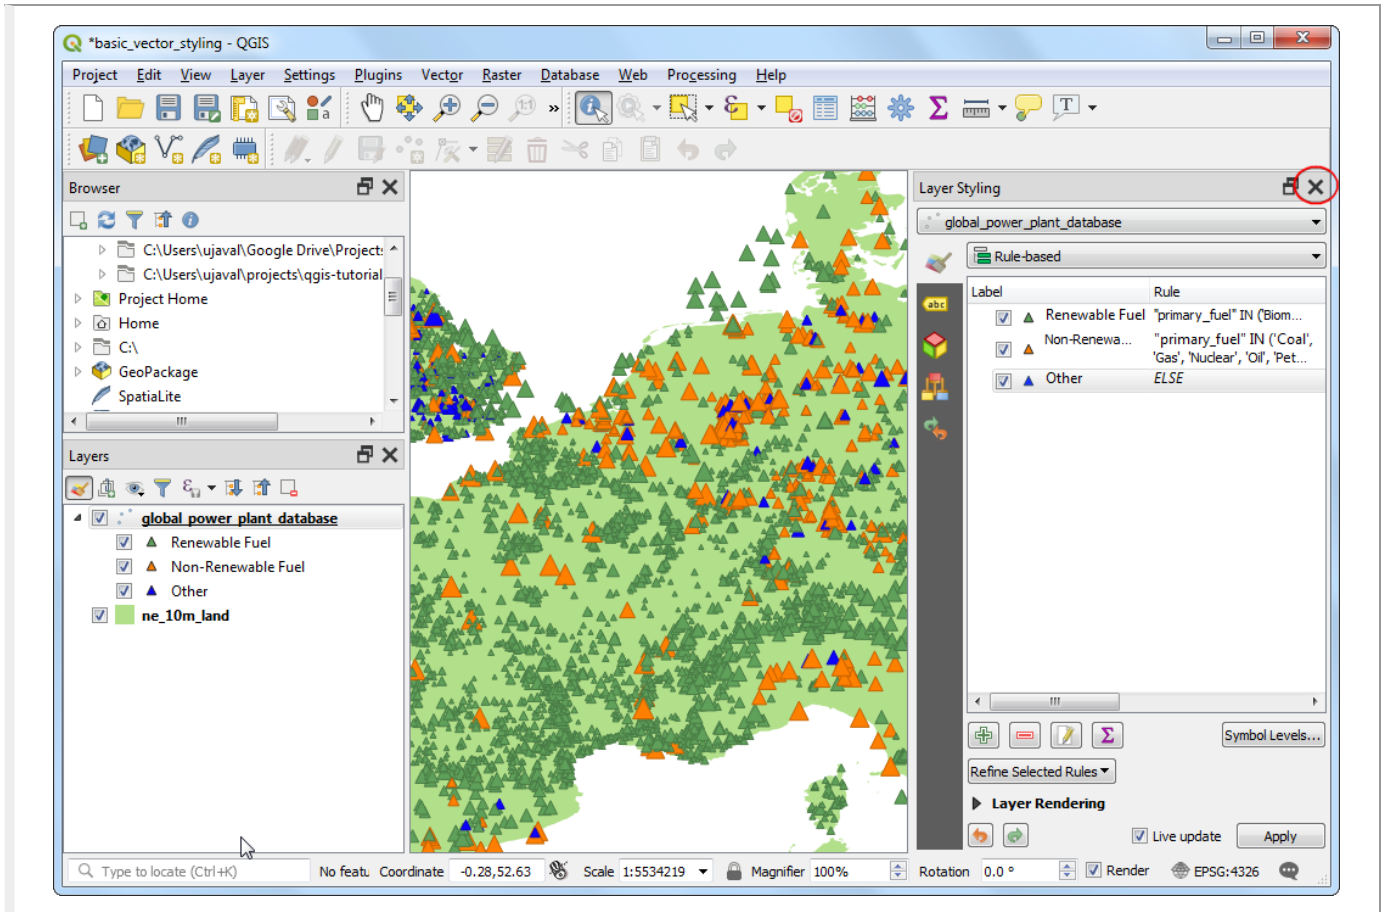 *basic_vector_styling - QGIS
Project Edit View Layer Settings Plugins Vector Raster Database Web Processing Help
Browser
C:\Users\ujaval\Google Drive\Projects
C:\Users\ujaval\projects\qgis-tutorial
Project Home
Home
C:\
GeoPackage
SpatiaLite
Layers
global_power_plant_database
Renewable Fuel
Non-Renewable Fuel
Other
ne_10m_land
Layer Styling
global_power_plant_database
Rule-based
abc
Label Rule
Renewable Fuel "primary_fuel" IN ('Biom...
Non-Renewa... "primary_fuel" IN ('Coal',
'Gas', 'Nuclear', 'Oil', 'Pet...
Other ELSE
Symbol Levels...
Refine Selected Rules
Layer Rendering
Live update Apply
Type to locate (Ctrl+K) No featu Coordinate -0.28,52.63 Scale 1:5534219 Magnifier 100% Rotation 0.0 ° Render EPSG:4326